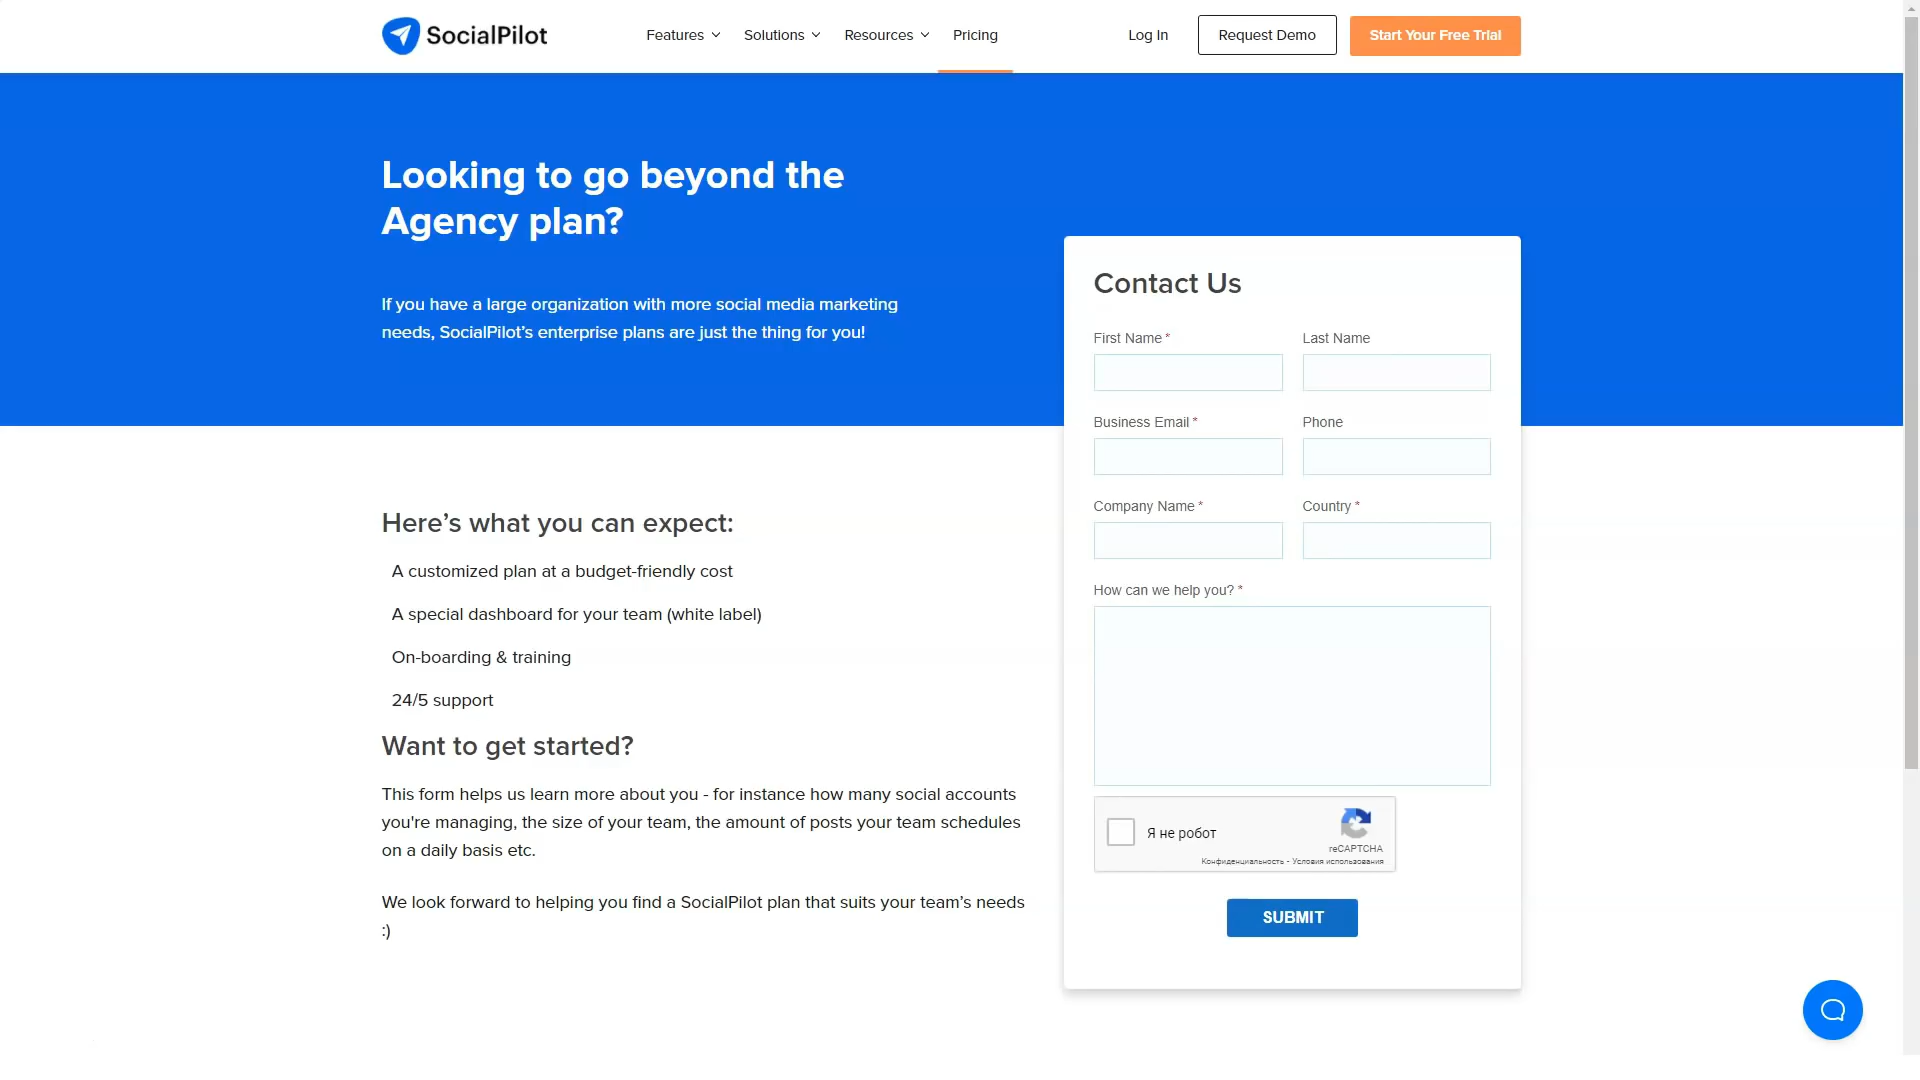 SocialPilot
Features
Solutions
Resources
Pricing
Log In
Request Demo
Start Your Free Trial
Looking to go beyond the
Agency plan?
If you have a large organization with more social media marketing
needs, SocialPilot’s enterprise plans are just the thing for you!
Here’s what you can expect:
A customized plan at a budget-friendly cost
A special dashboard for your team (white label)
On-boarding & training
24/5 support
Want to get started?
This form helps us learn more about you - for instance how many social accounts
you're managing, the size of your team, the amount of posts your team schedules
on a daily basis etc.
We look forward to helping you find a SocialPilot plan that suits your team’s needs
:)
Contact Us
First Name *
Last Name
Business Email *
Phone
Company Name *
Country *
How can we help you? *
Я не робот
reCAPTCHA
Конфиденциальность - Условия использования
SUBMIT